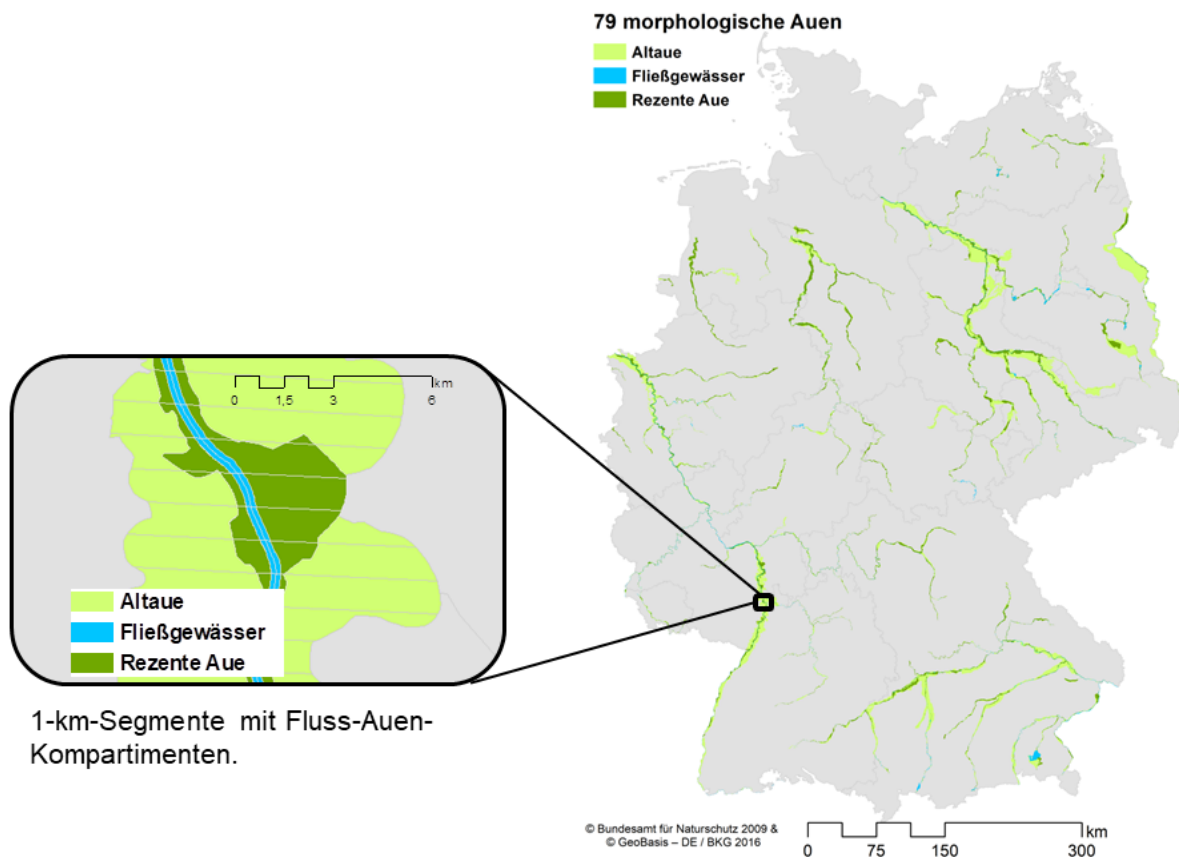 79 morphologische Auen
Altaue
Fließgewässer
Rezente Aue
km
0 1,5 3 6
Altaue
Fließgewässer
Rezente Aue
1-km-Segmente mit Fluss-Auen-
Kompartimenten.
© Bundesamt für Naturschutz 2009 &
© GeoBasis – DE / BKG 2016
km
0 75 150 300